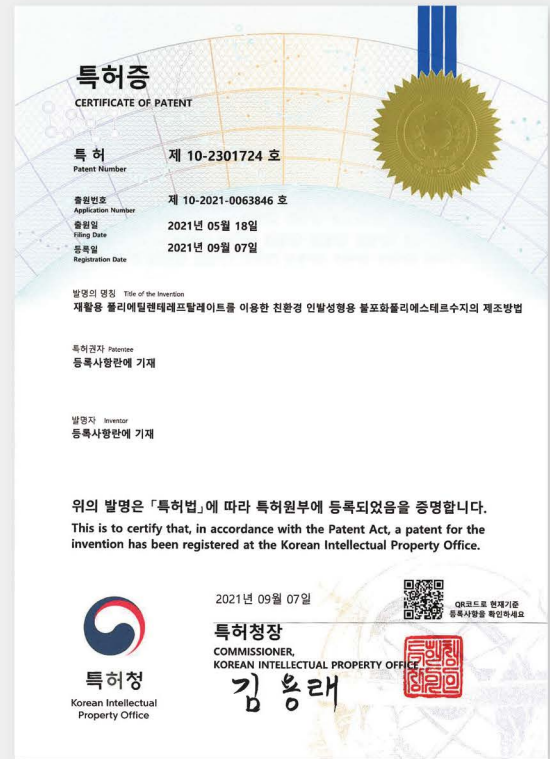 특허증
CERTIFICATE OF PATENT
특 허 제 10-2301724 호
Patent Number
출원번호 제 10-2021-0063846 호
Application Number
출원일 2021년 05월 18일
Filing Date
등록일 2021년 09월 07일
Registration Date
발명의 명칭 Title of the Invention
재활용 폴리에틸렌테레프탈레이트를 이용한 친환경 인발성형용 불포화폴리에스테르수지의 제조방법
특허권자 Patentee
등록사항란에 기재
발명자 Inventor
등록사항란에 기재
위의 발명은 「특허법」에 따라 특허원부에 등록되었음을 증명합니다.
This is to certify that, in accordance with the Patent Act, a patent for the
invention has been registered at the Korean Intellectual Property Office.
2021년 09월 07일
QR코드로 현재기준
등록사항을 확인하세요
특허청장
COMMISSIONER,
KOREAN INTELLECTUAL PROPERTY OFFICE
김용래
특허청
Korean Intellectual
Property Office